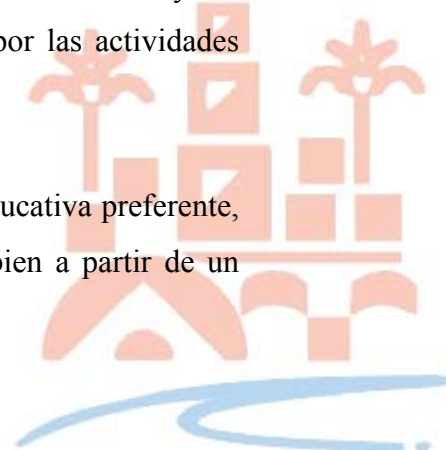 por las actividades
ucativa preferente,
bien a partir de un